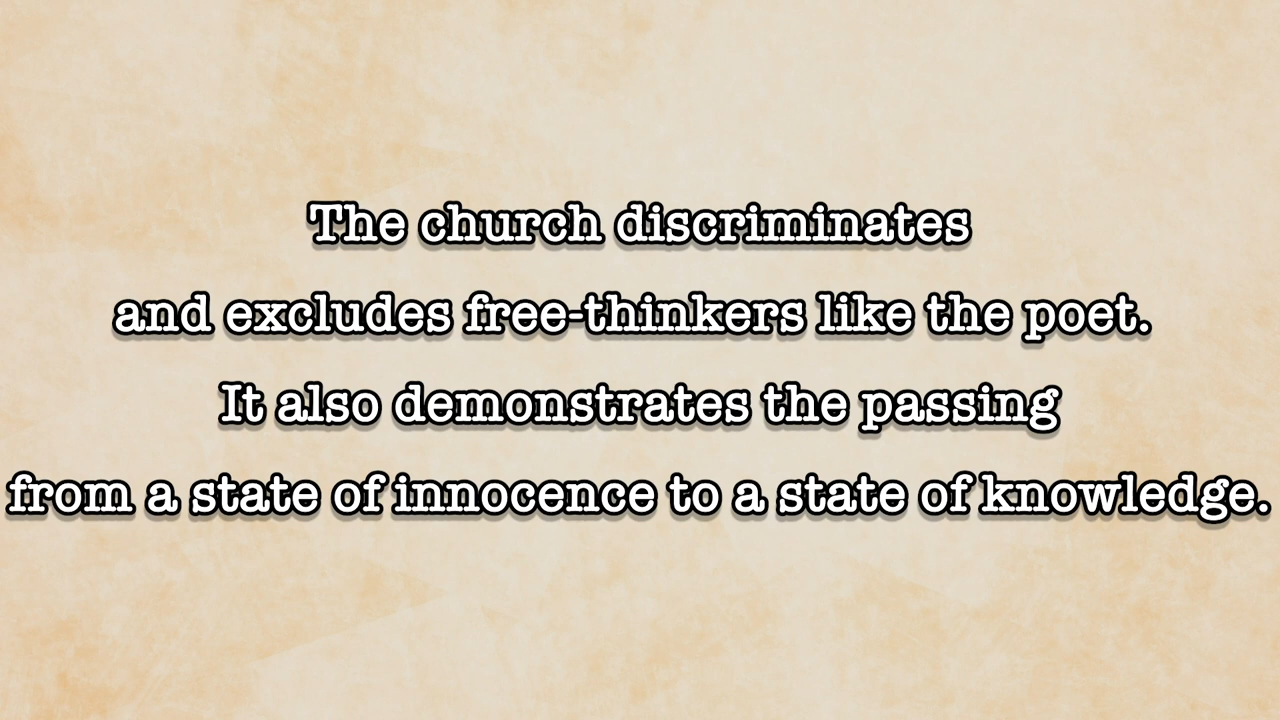 The church discriminates
and excludes free-thinkers like the poet.
It also demonstrates the passing
from a state of innocence to a state of knowledge.